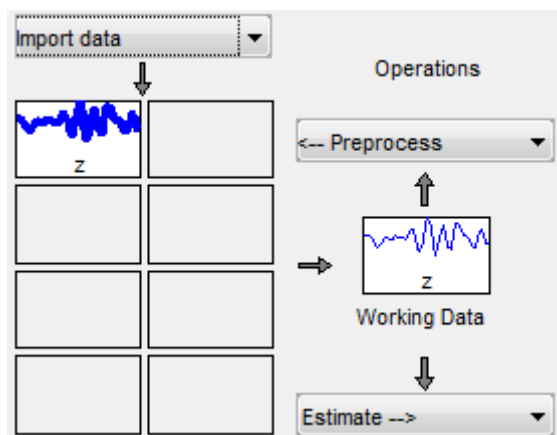 Import data
Operations
<-- Preprocess
z
z
Working Data
Estimate -->